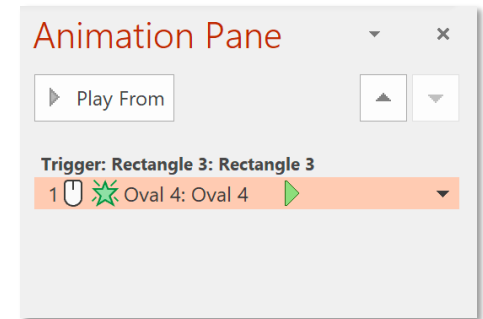 Animation Pane
Play From
Trigger: Rectangle 3: Rectangle 3
1 Oval 4: Oval 4